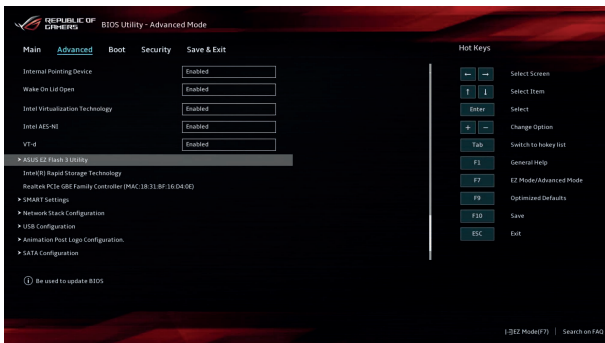 REPUBLIC OF
GAMERS
BIOS Utility - Advanced Mode
Main Advanced Boot Security Save & Exit
Hot Keys
Internal Pointing Device Enabled
Wake On Lid Open Enabled
Intel Virtualization Technology Enabled
Intel AES-NI Enabled
VT-d Enabled
> ASUS EZ Flash 3 Utility
Intel(R) Rapid Storage Technology
Realtek PCIe GBE Family Controller (MAC:18:31:BF:16:D4:0E)
> SMART Settings
> Network Stack Configuration
> USB Configuration
> Animation Post Logo Configuration.
> SATA Configuration
i Be used to update BIOS
← → Select Screen
↑ ↓ Select Item
Enter Select
+ − Change Option
Tab Switch to hokey list
F1 General Help
F7 EZ Mode/Advanced Mode
F9 Optimized Defaults
F10 Save
ESC Exit
EZ Mode(F7) | Search on FAQ